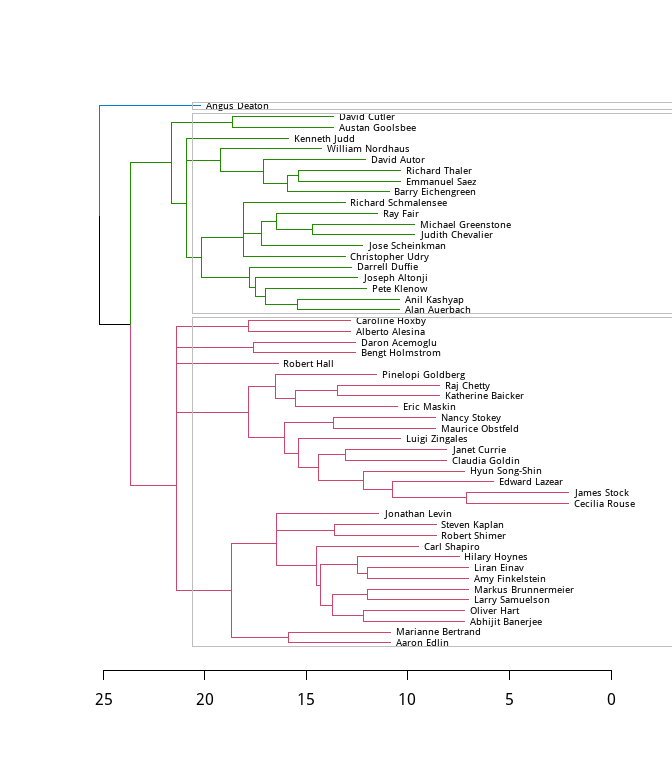 Angus Deaton
David Cutler
Austan Goolsbee
Kenneth Judd
William Nordhaus
David Autor
Richard Thaler
Emmanuel Saez
Barry Eichengreen
Richard Schmalensee
Ray Fair
Michael Greenstone
Judith Chevalier
Jose Scheinkman
Christopher Udry
Darrell Duffie
Joseph Altonji
Pete Klenow
Anil Kashyap
Alan Auerbach
Caroline Hoxby
Alberto Alesina
Daron Acemoglu
Bengt Holmstrom
Robert Hall
Pinelopi Goldberg
Raj Chetty
Katherine Baicker
Eric Maskin
Nancy Stokey
Maurice Obstfeld
Luigi Zingales
Janet Currie
Claudia Goldin
Hyun Song-Shin
Edward Lazear
James Stock
Cecilia Rouse
Jonathan Levin
Steven Kaplan
Robert Shimer
Carl Shapiro
Hilary Hoynes
Liran Einav
Amy Finkelstein
Markus Brunnermeier
Larry Samuelson
Oliver Hart
Abhijit Banerjee
Marianne Bertrand
Aaron Edlin
25 20 15 10 5 0